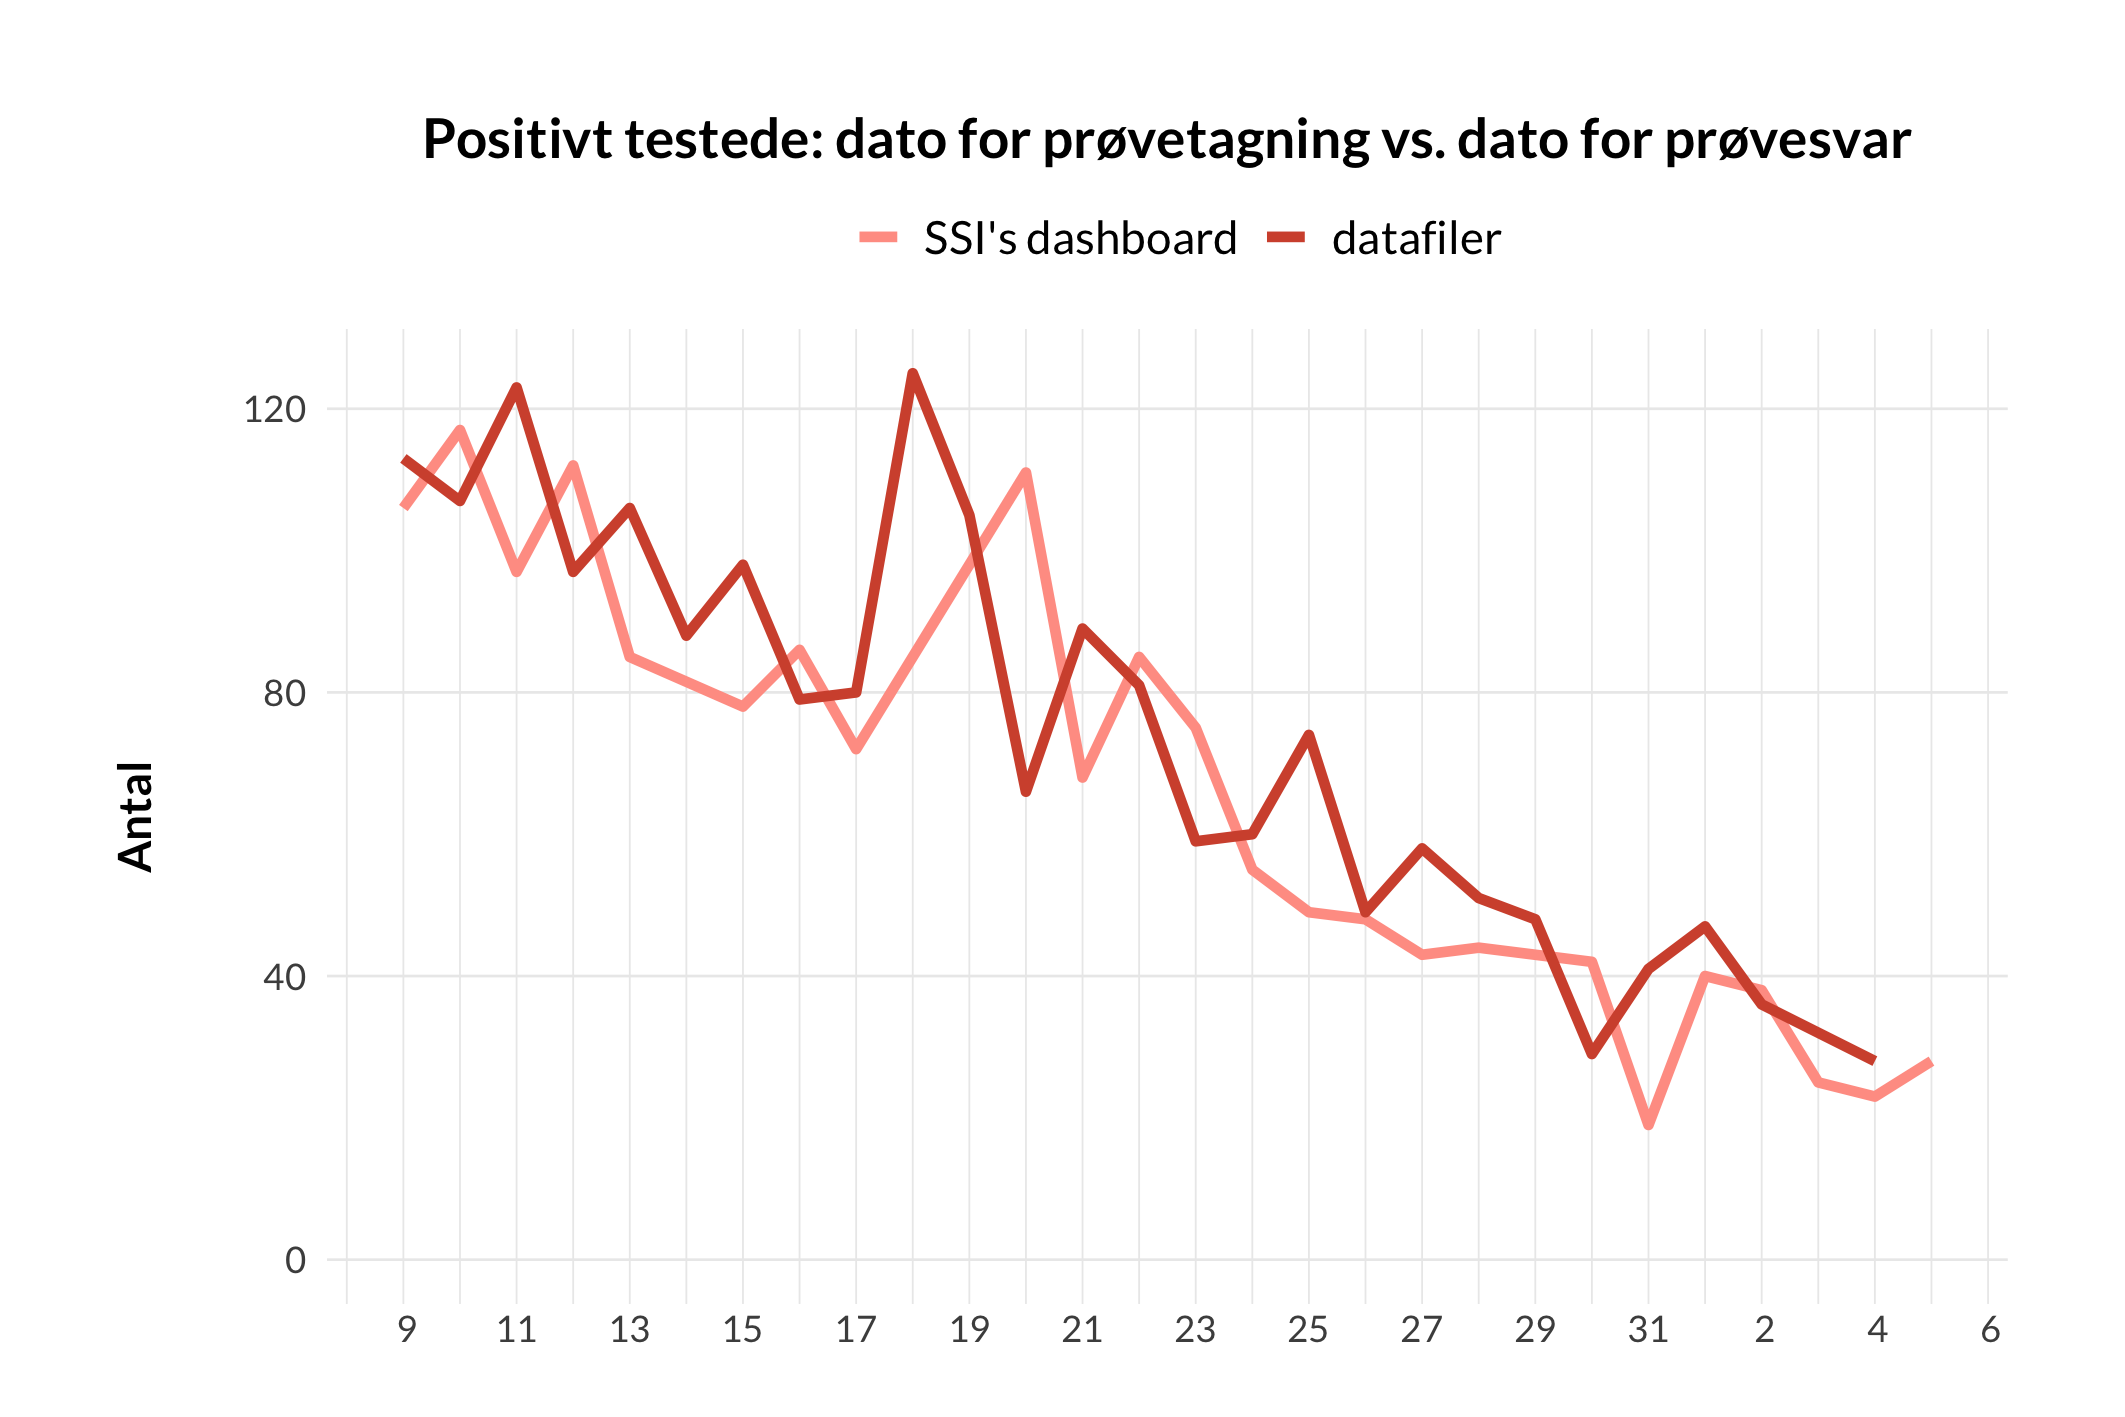 Positivt testede: dato for prøvetagning vs. dato for prøvesvar
SSI's dashboard datafiler
Antal
120
80
40
0
9 11 13 15 17 19 21 23 25 27 29 31 2 4 6